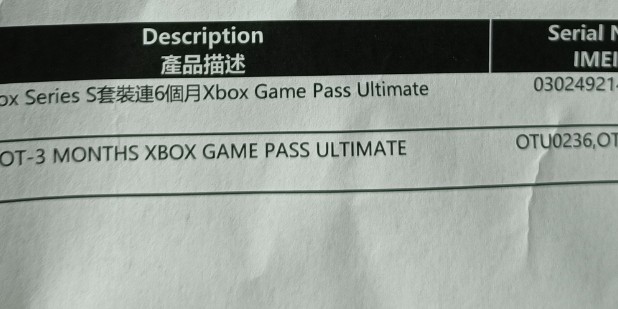 Description
產品描述
Serial
IMEI
Series S套裝連6個月Xbox Game Pass Ultimate
03024921
OT-3 MONTHS XBOX GAME PASS ULTIMATE
OTU0236,OT